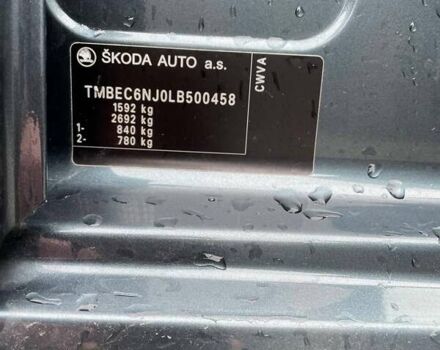 ŠKODA AUTO a.s.
CWVA
TMBEC6NJ0LB500458
1592 kg
2692 kg
1- 840 kg
2- 780 kg